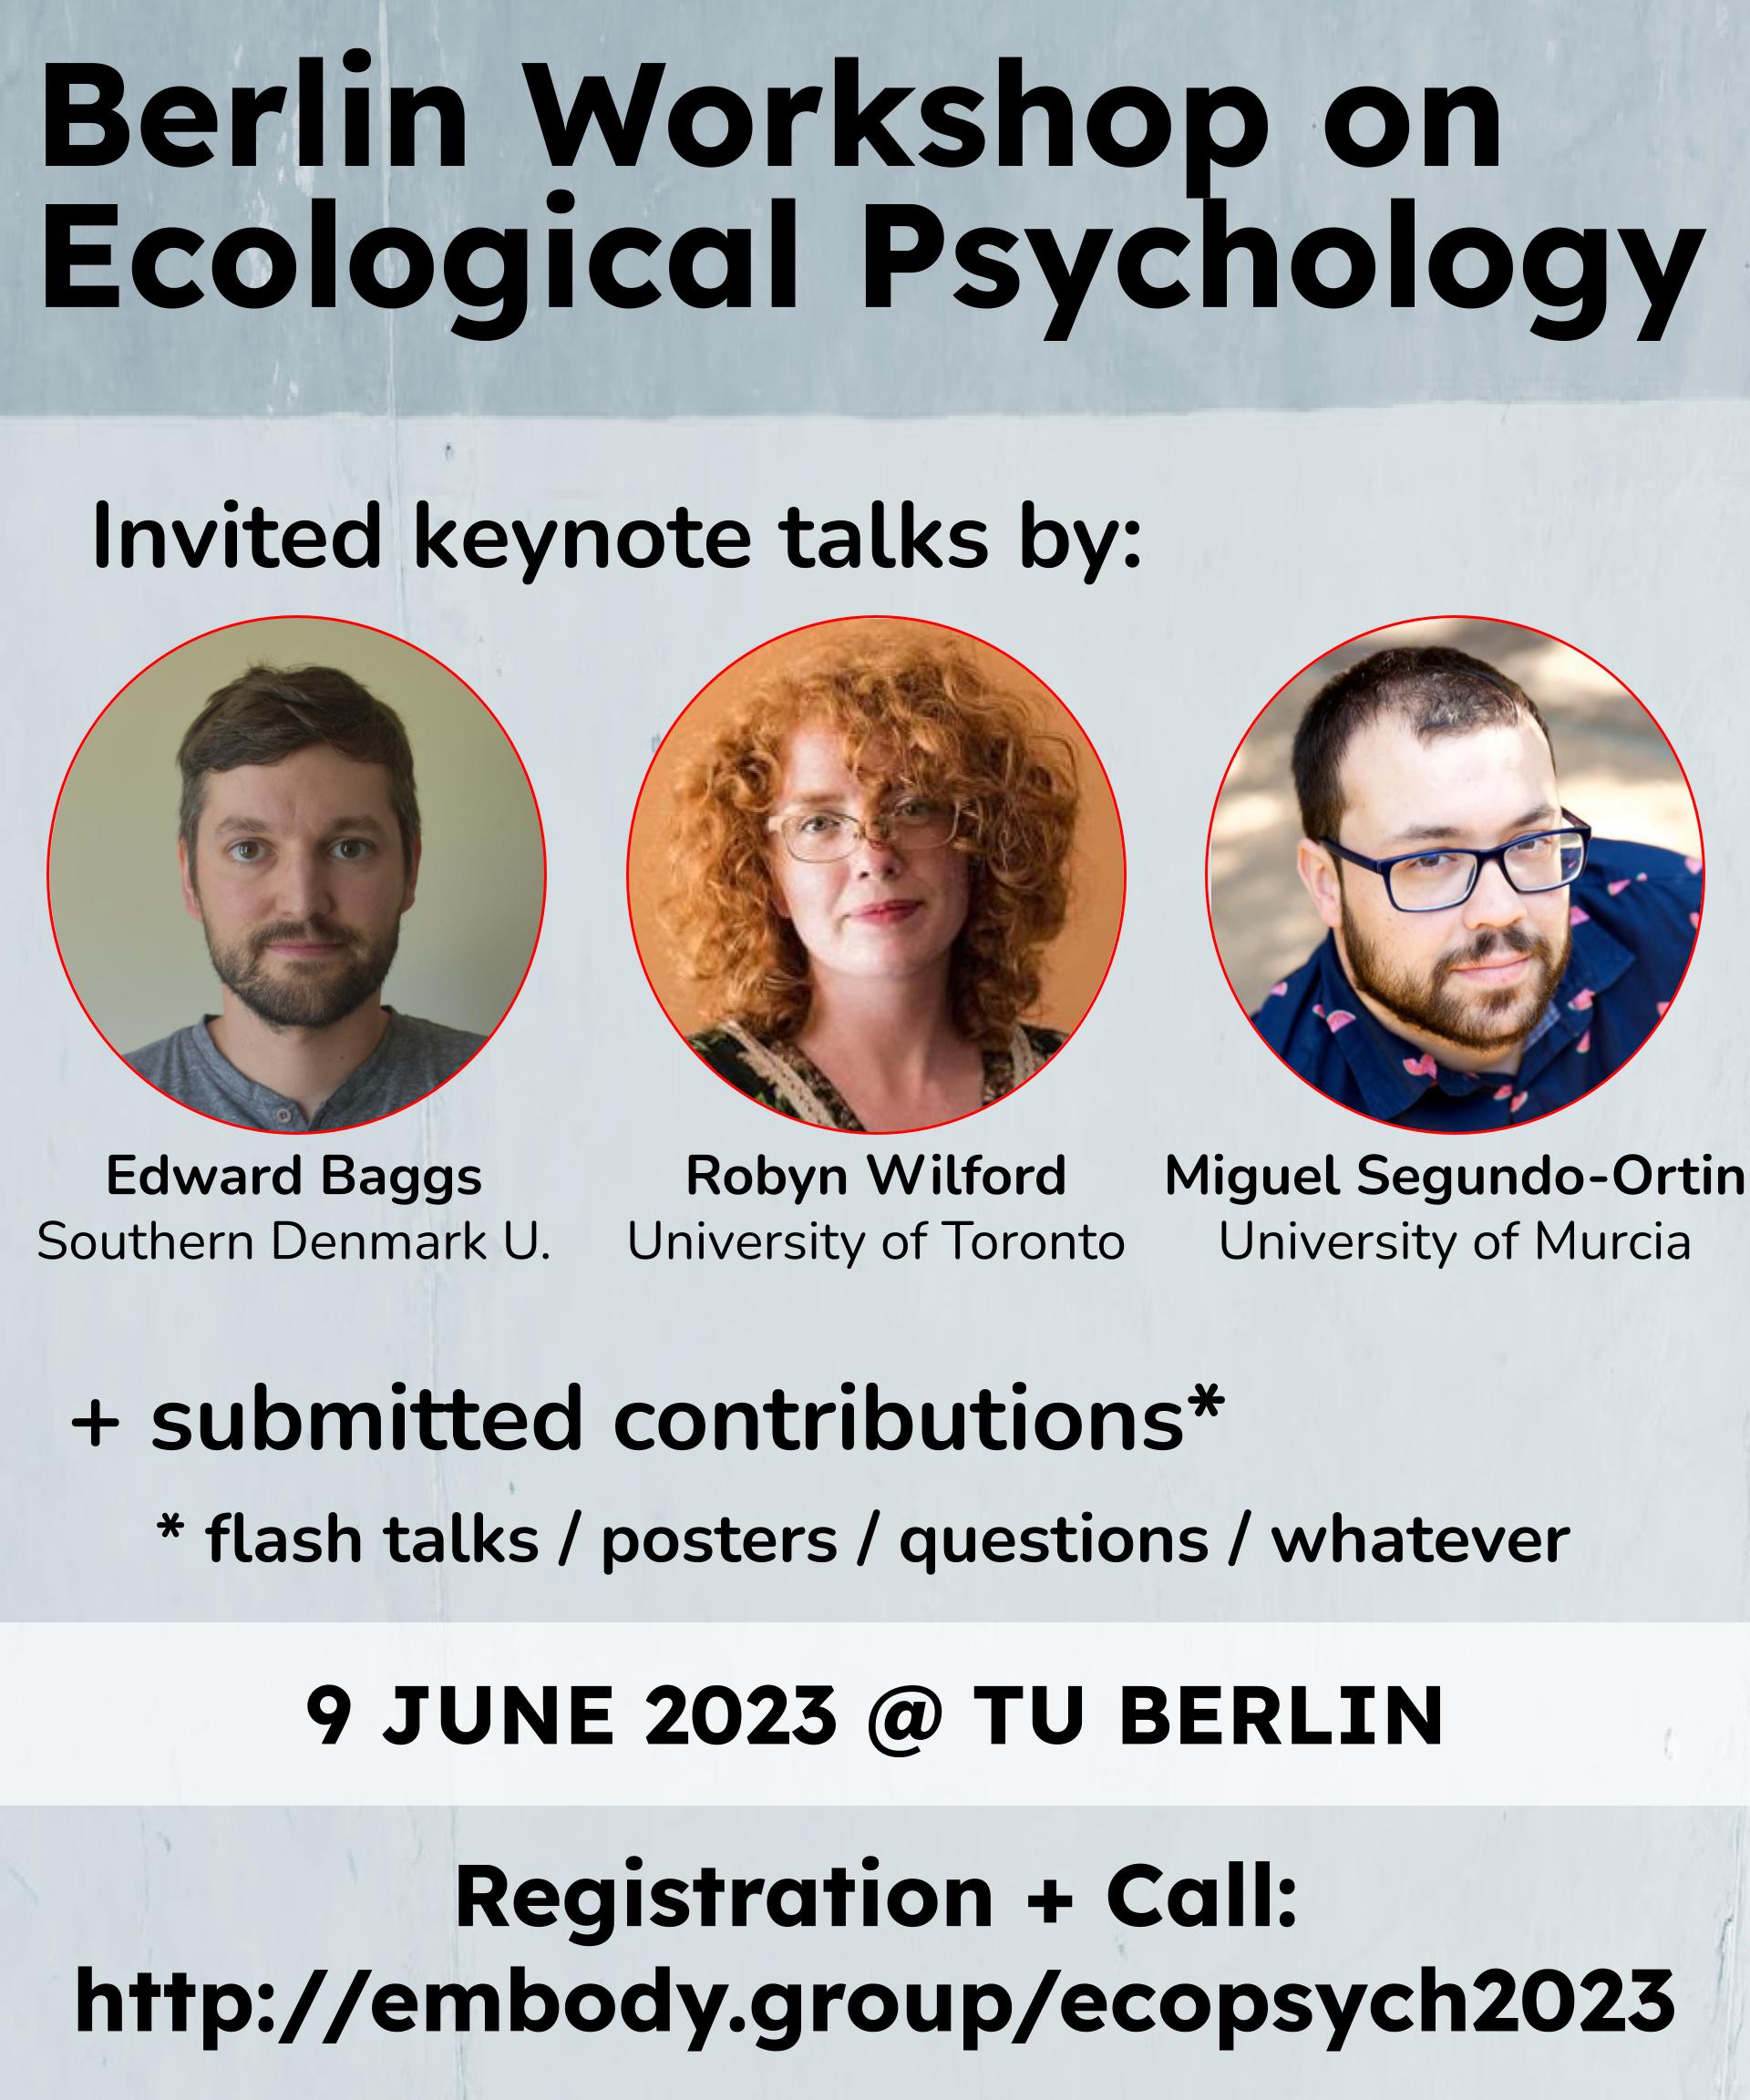 Berlin Workshop on
Ecological Psychology
Invited keynote talks by:
Edward Baggs
Southern Denmark U.
Robyn Wilford
University of Toronto
Miguel Segundo-Ortin
University of Murcia
+ submitted contributions*
* flash talks / posters / questions / whatever
9 JUNE 2023 @ TU BERLIN
Registration + Call:
http://embody.group/ecopsych2023